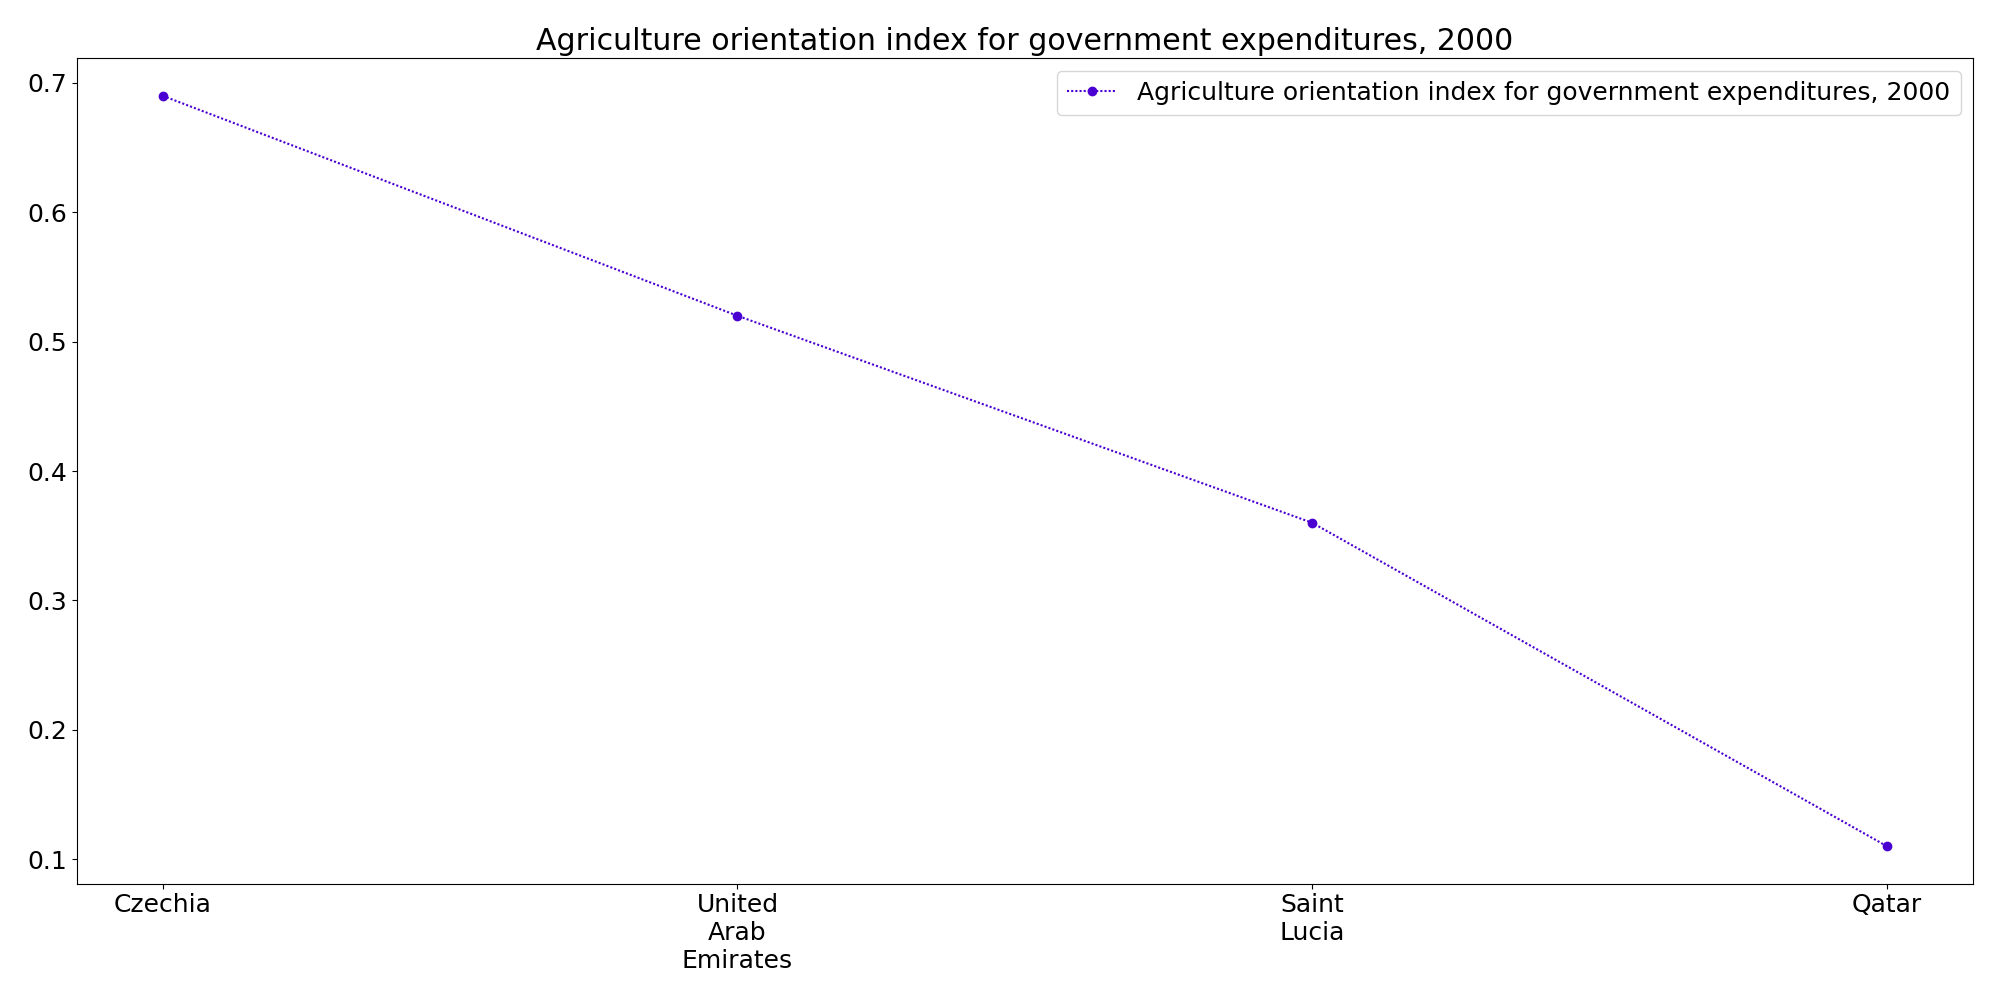 Agriculture orientation index for government expenditures, 2000
Agriculture orientation index for government expenditures, 2000
0.7
0.6
0.5
0.4
0.3
0.2
0.1
Czechia
United
Arab
Emirates
Saint
Lucia
Qatar